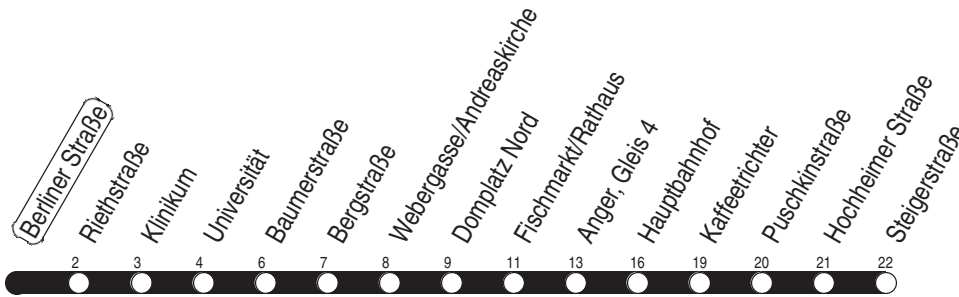 Berliner Straße
Riethstraße
Klinikum
Universität
Baumerstraße
Bergstraße
Webergasse/Andreaskirche
Domplatz Nord
Fischmarkt/Rathaus
Anger, Gleis 4
Hauptbahnhof
Kaffeetrichter
Puschkinstraße
Hochheimer Straße
Steigerstraße
2 3 4 6 7 8 9 11 13 16 19 20 21 22